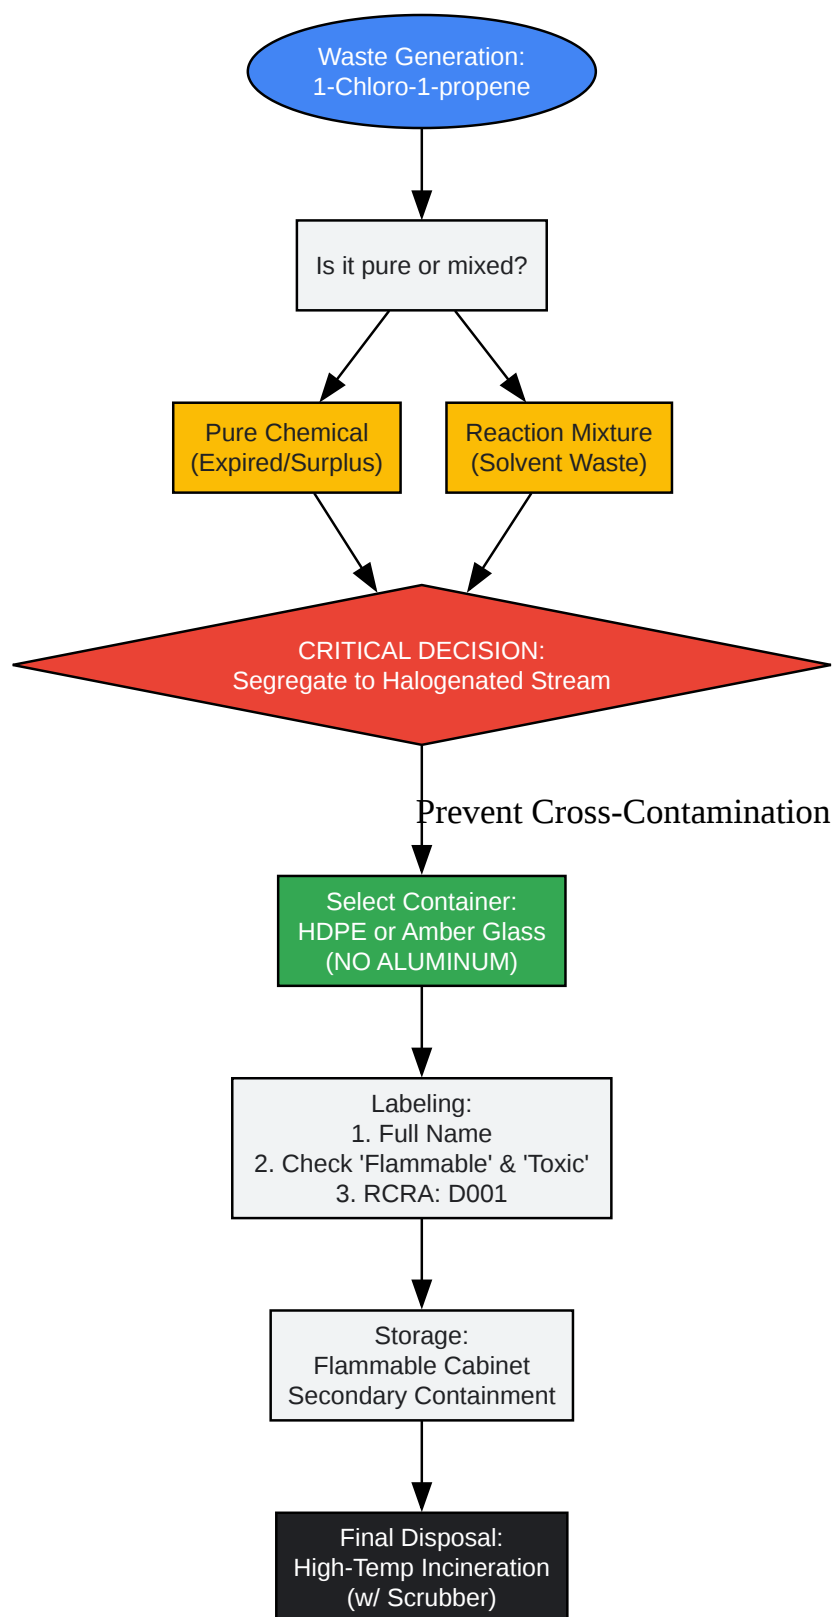 Waste Generation:
1-Chloro-1-propene
Is it pure or mixed?
Pure Chemical
(Expired/Surplus)
Reaction Mixture
(Solvent Waste)
CRITICAL DECISION:
Segregate to Halogenated Stream
Prevent Cross-Contamination
Select Container:
HDPE or Amber Glass
(NO ALUMINUM)
Labeling:
1. Full Name
2. Check 'Flammable' & 'Toxic'
3. RCRA: D001
Storage:
Flammable Cabinet
Secondary Containment
Final Disposal:
High-Temp Incineration
(w/ Scrubber)